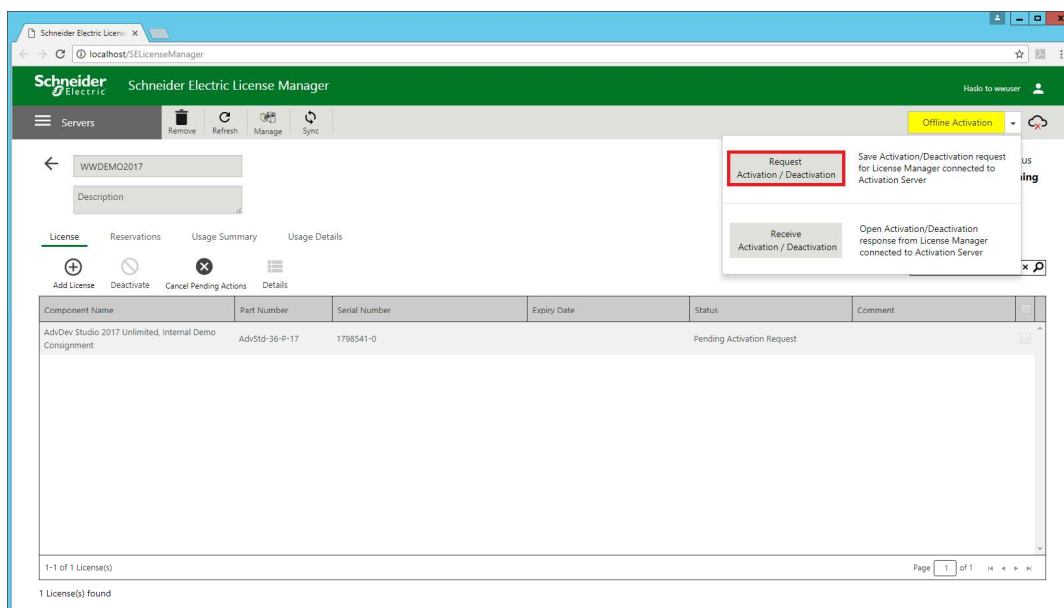 Schneider Electric Licens
localhost/SELicenseManager
Schneider Electric
Schneider Electric License Manager
Haslo to wwuser
Servers
Remove
Refresh
Manage
Sync
Offline Activation
WWDEMO2017
Description
Request
Activation / Deactivation
Save Activation/Deactivation request
for License Manager connected to
Activation Server
us
ing
Receive
Activation / Deactivation
Open Activation/Deactivation
response from License Manager
connected to Activation Server
License
Reservations
Usage Summary
Usage Details
Add License
Deactivate
Cancel Pending Actions
Details
Component Name
Part Number
Serial Number
Expiry Date
Status
Comment
AdvDev Studio 2017 Unlimited, Internal Demo
Consignment
AdvStd-36-P-17
1798541-0
Pending Activation Request
1-1 of 1 License(s)
Page 1 of 1
1 License(s) found